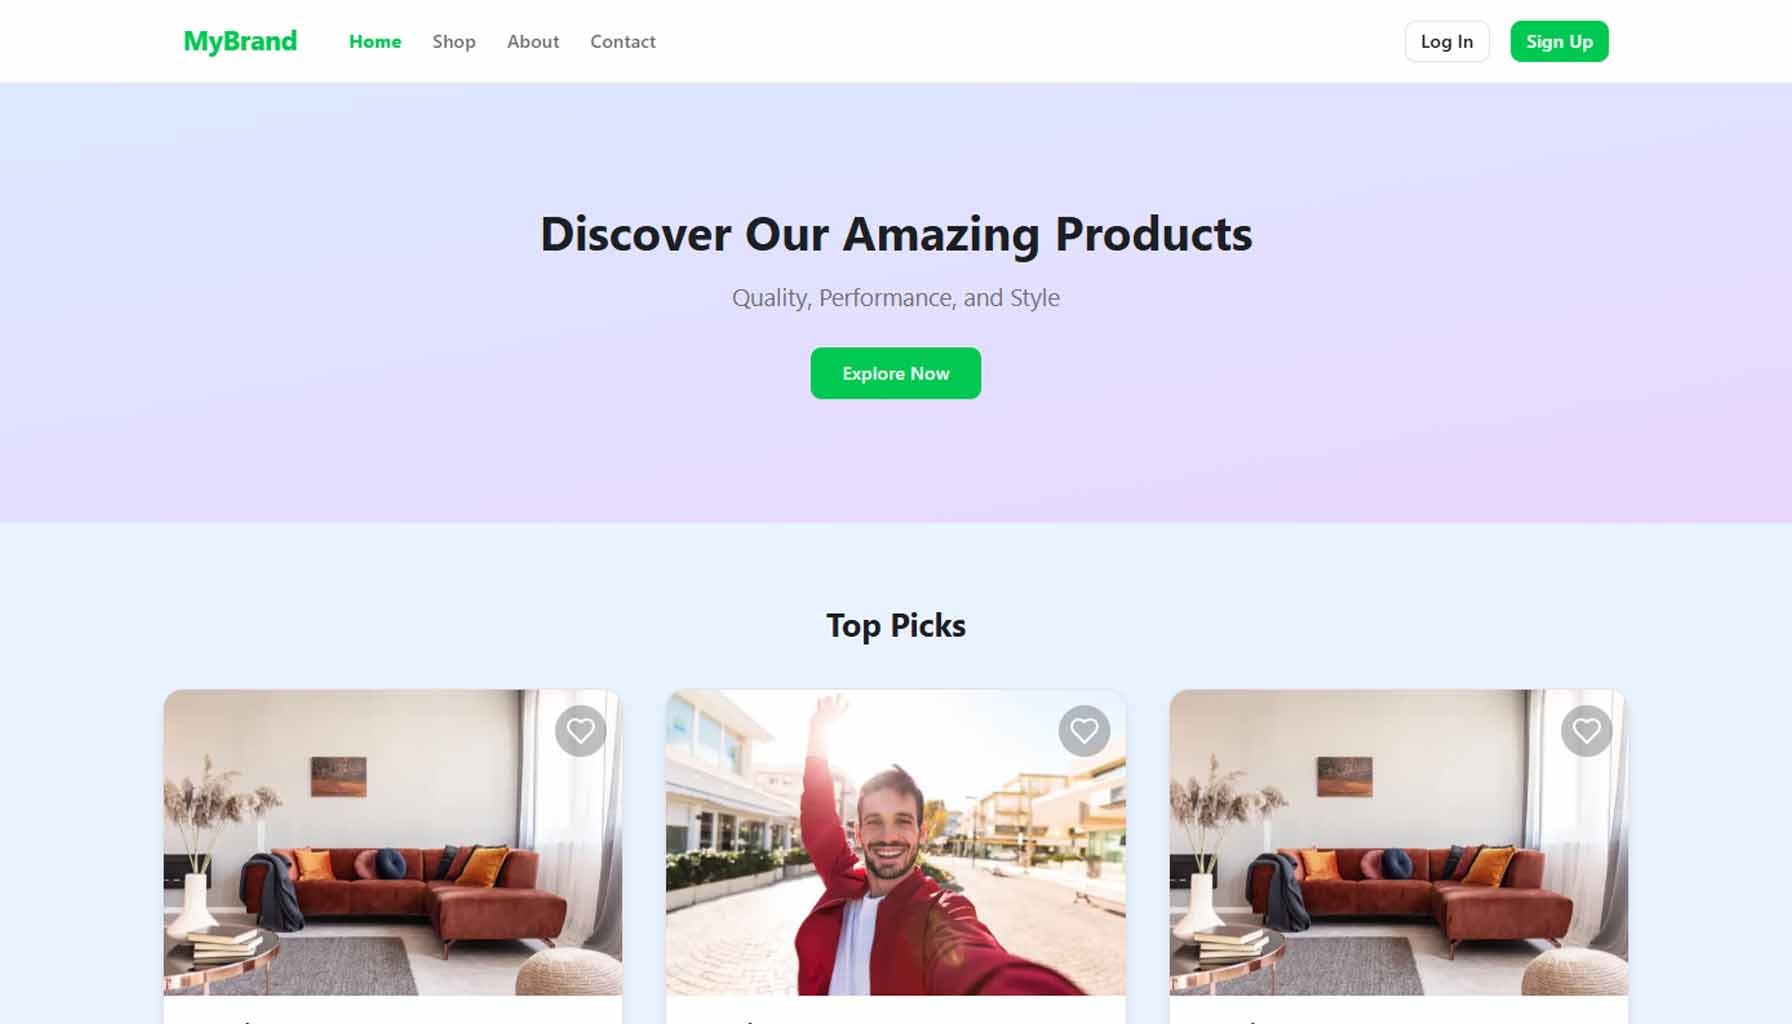 MyBrand
Home
Shop
About
Contact
Log In
Sign Up
Discover Our Amazing Products
Quality, Performance, and Style
Explore Now
Top Picks